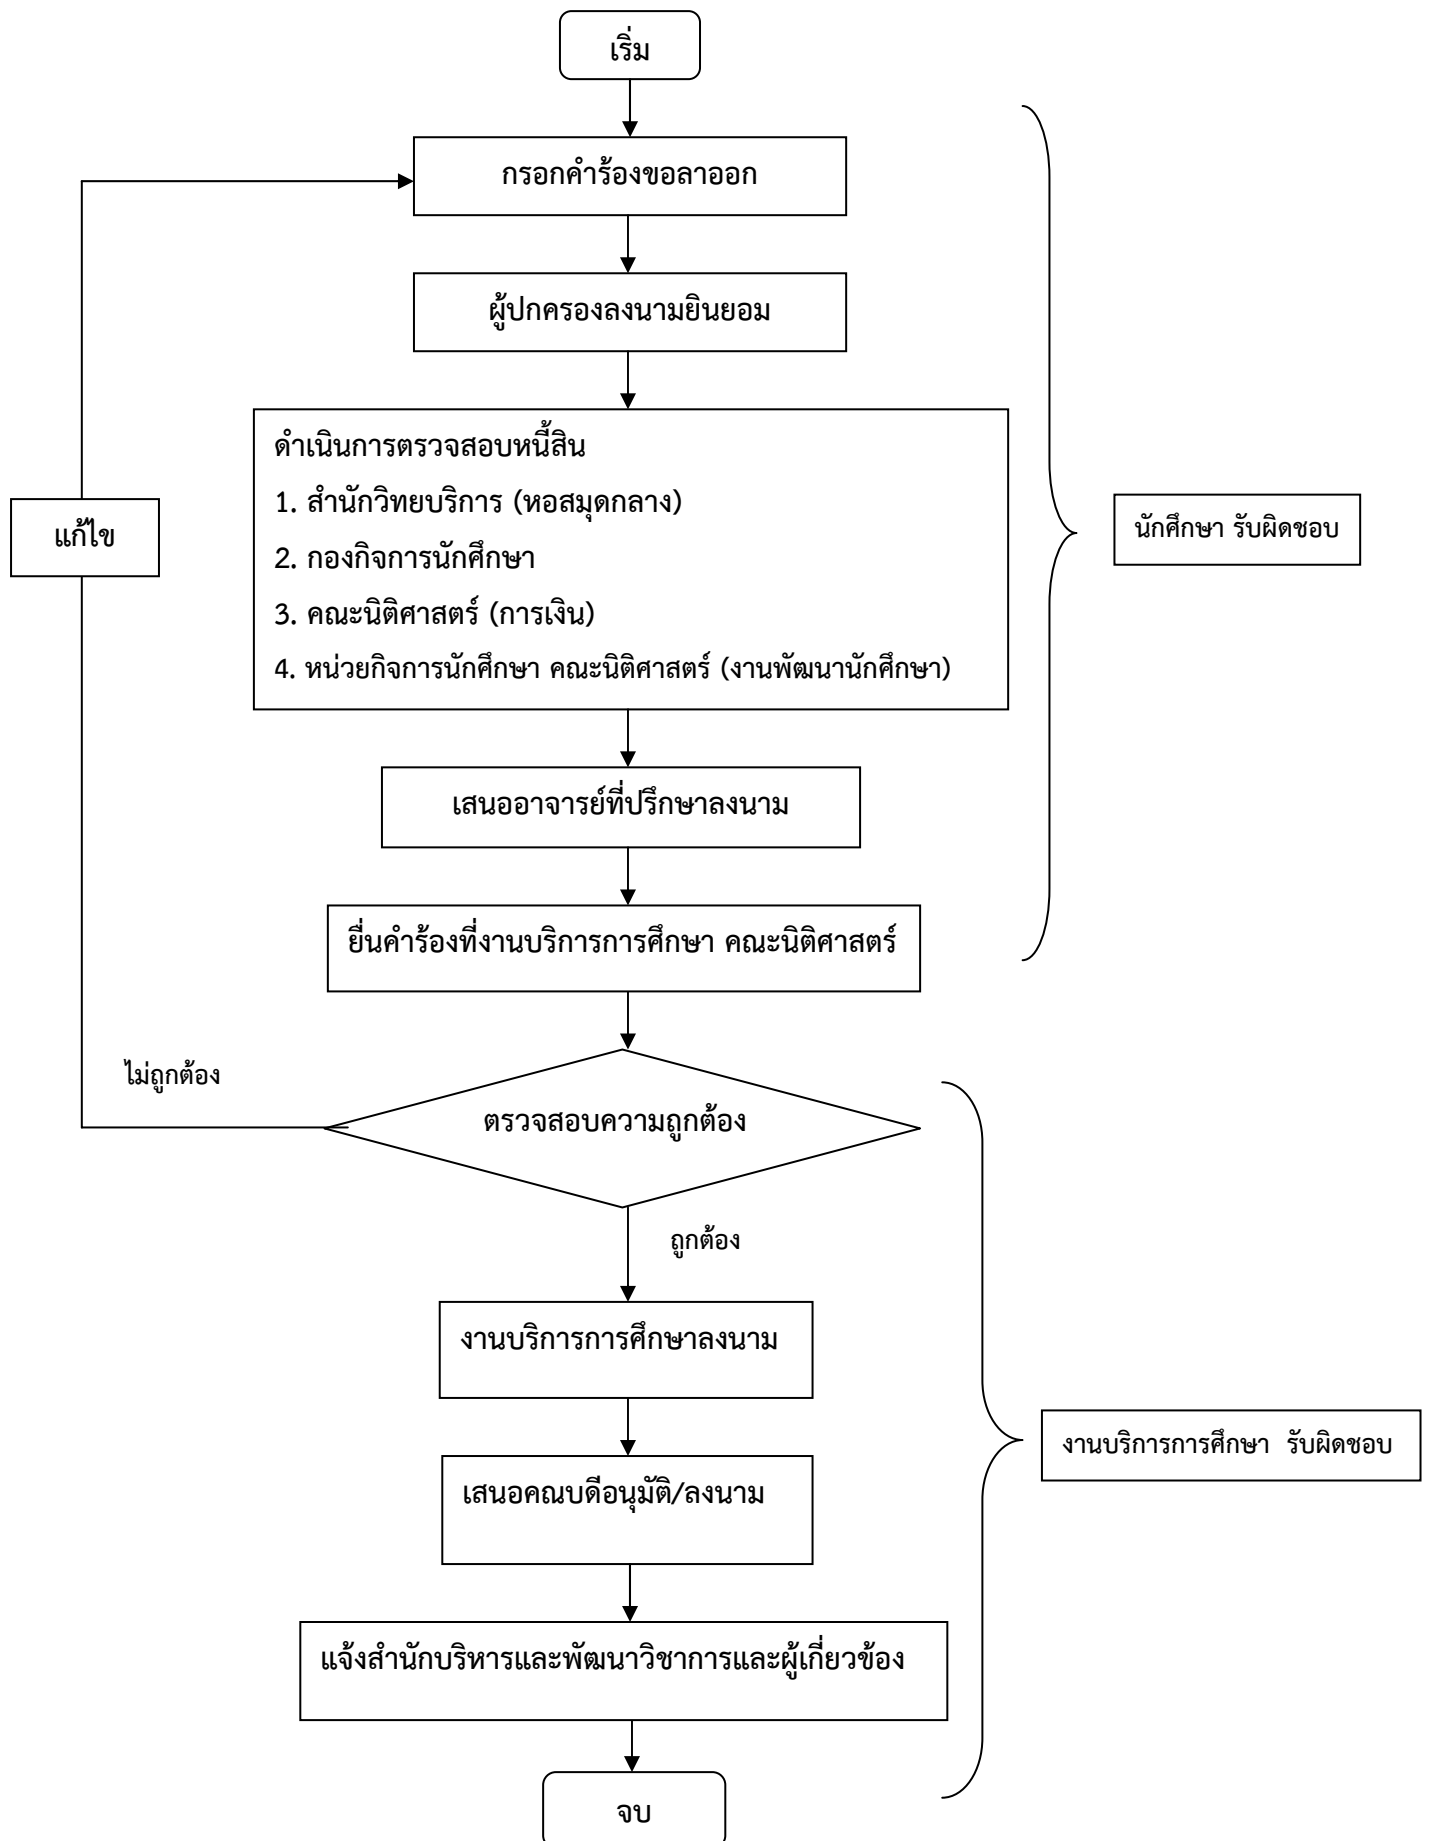 เริ่ม
กรอกคำร้องขอลาออก
ผู้ปกครองลงนามยินยอม
ดำเนินการตรวจสอบหนี้สิน
1. สำนักวิทยบริการ (หอสมุดกลาง)
2. กองกิจการนักศึกษา
3. คณะนิติศาสตร์ (การเงิน)
4. หน่วยกิจการนักศึกษา คณะนิติศาสตร์ (งานพัฒนานักศึกษา)
แก้ไข
นักศึกษา รับผิดชอบ
เสนออาจารย์ที่ปรึกษาลงนาม
ยื่นคำร้องที่งานบริการการศึกษา คณะนิติศาสตร์
ไม่ถูกต้อง
ตรวจสอบความถูกต้อง
ถูกต้อง
งานบริการการศึกษาลงนาม
งานบริการการศึกษา รับผิดชอบ
เสนอคณบดีอนุมัติ/ลงนาม
แจ้งสำนักบริหารและพัฒนาวิชาการและผู้เกี่ยวข้อง
จบ